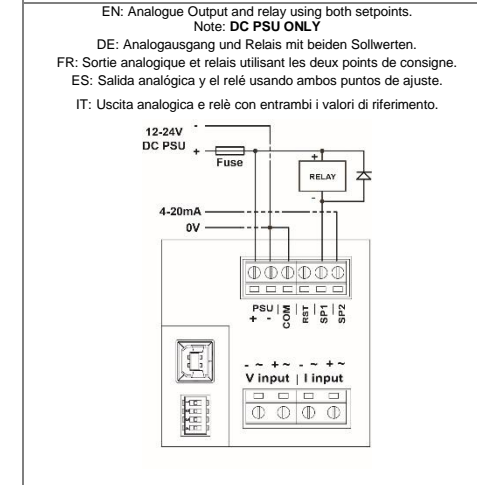 EN: Analogue Output and relay using both setpoints.
Note: DC PSU ONLY
DE: Analogausgang und Relais mit beiden Sollwerten.
FR: Sortie analogique et relais utilisant les deux points de consigne.
ES: Salida analógica y el relé usando ambos puntos de ajuste.
IT: Uscita analogica e relè con entrambi i valori di riferimento.
12-24V -
DC PSU +
Fuse
+
RELAY
-
4-20mA
0V
PSU | COM | RST | SP1 | SP2
+ -
- ~ + ~ - ~ + ~
V input | I input